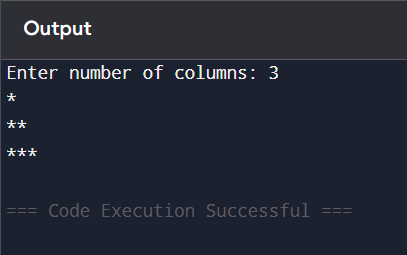 Output
Enter number of columns: 3
*
**
***
=== Code Execution Successful ===